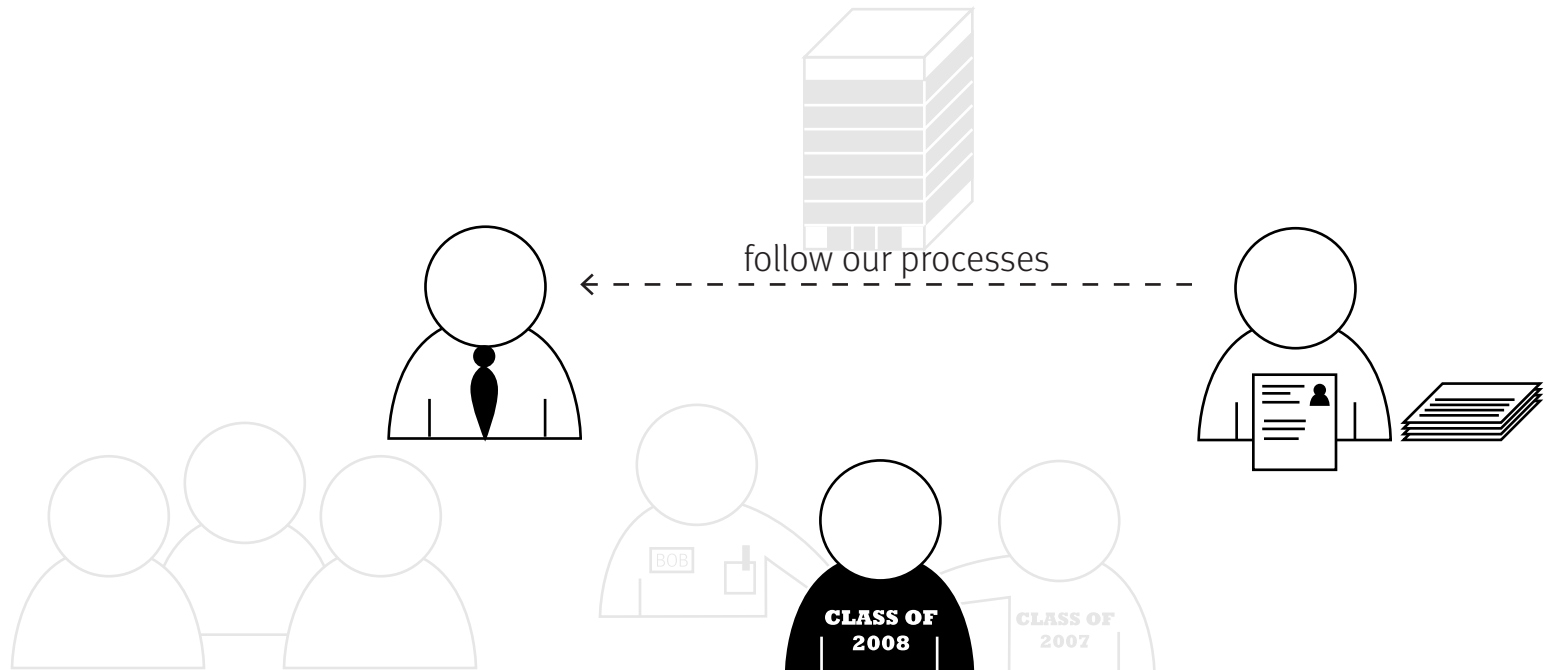 follow our processes
BOB
CLASS OF
2008
CLASS OF
2007